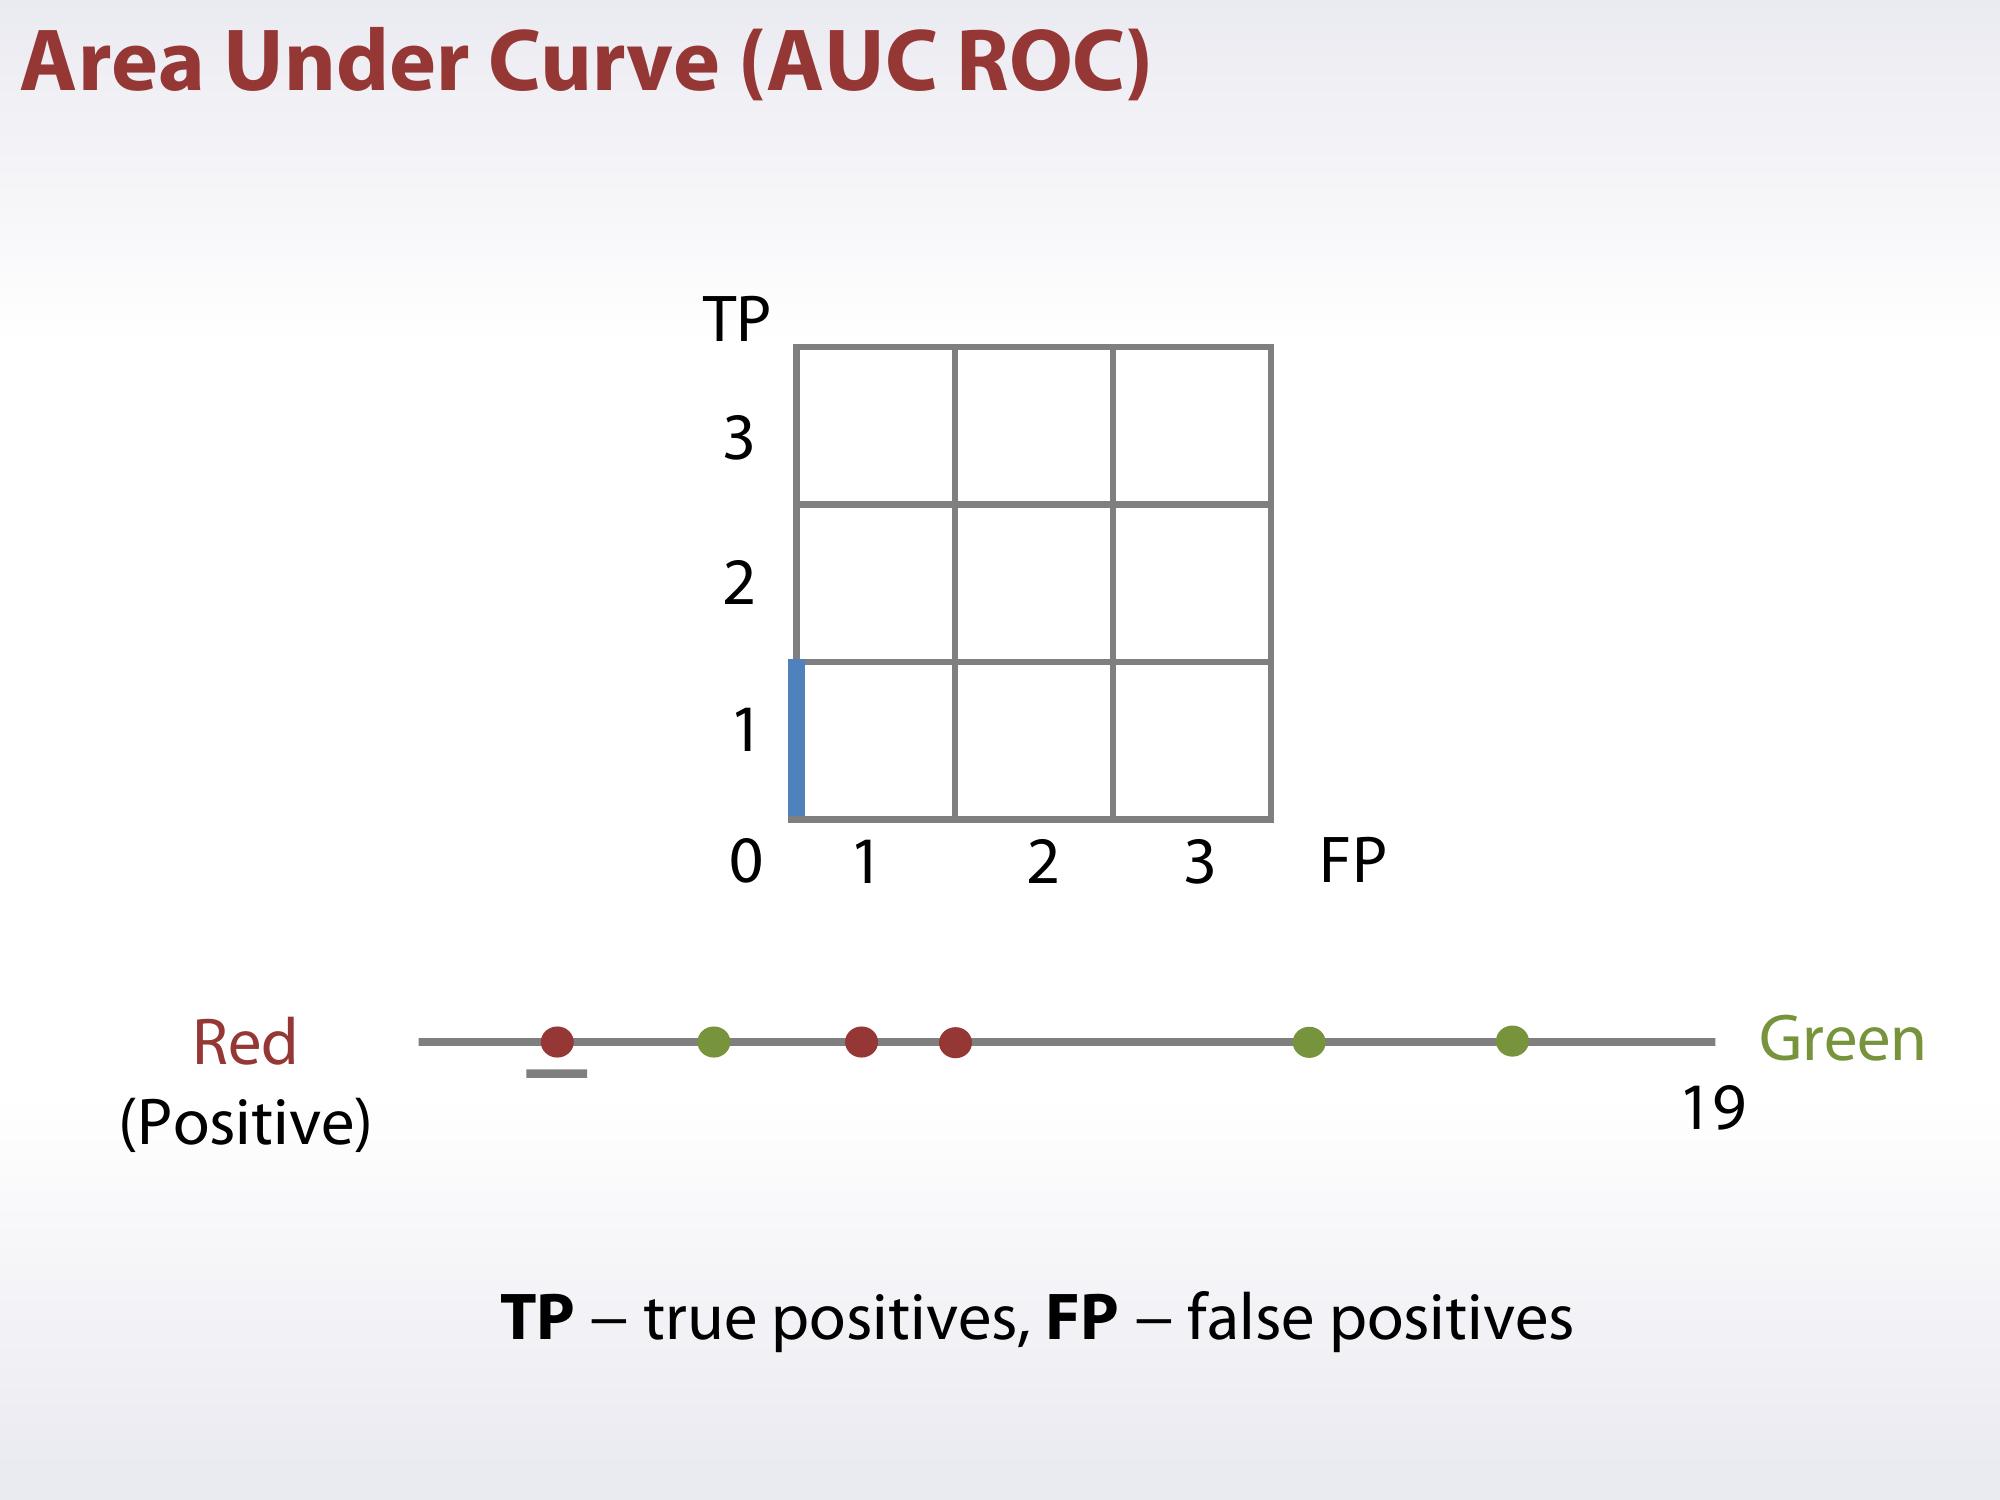 Area Under Curve (AUC ROC)
TP
3
2
1
0 1 2 3 FP
Red
Green
(Positive)
19
TP – true positives, FP – false positives